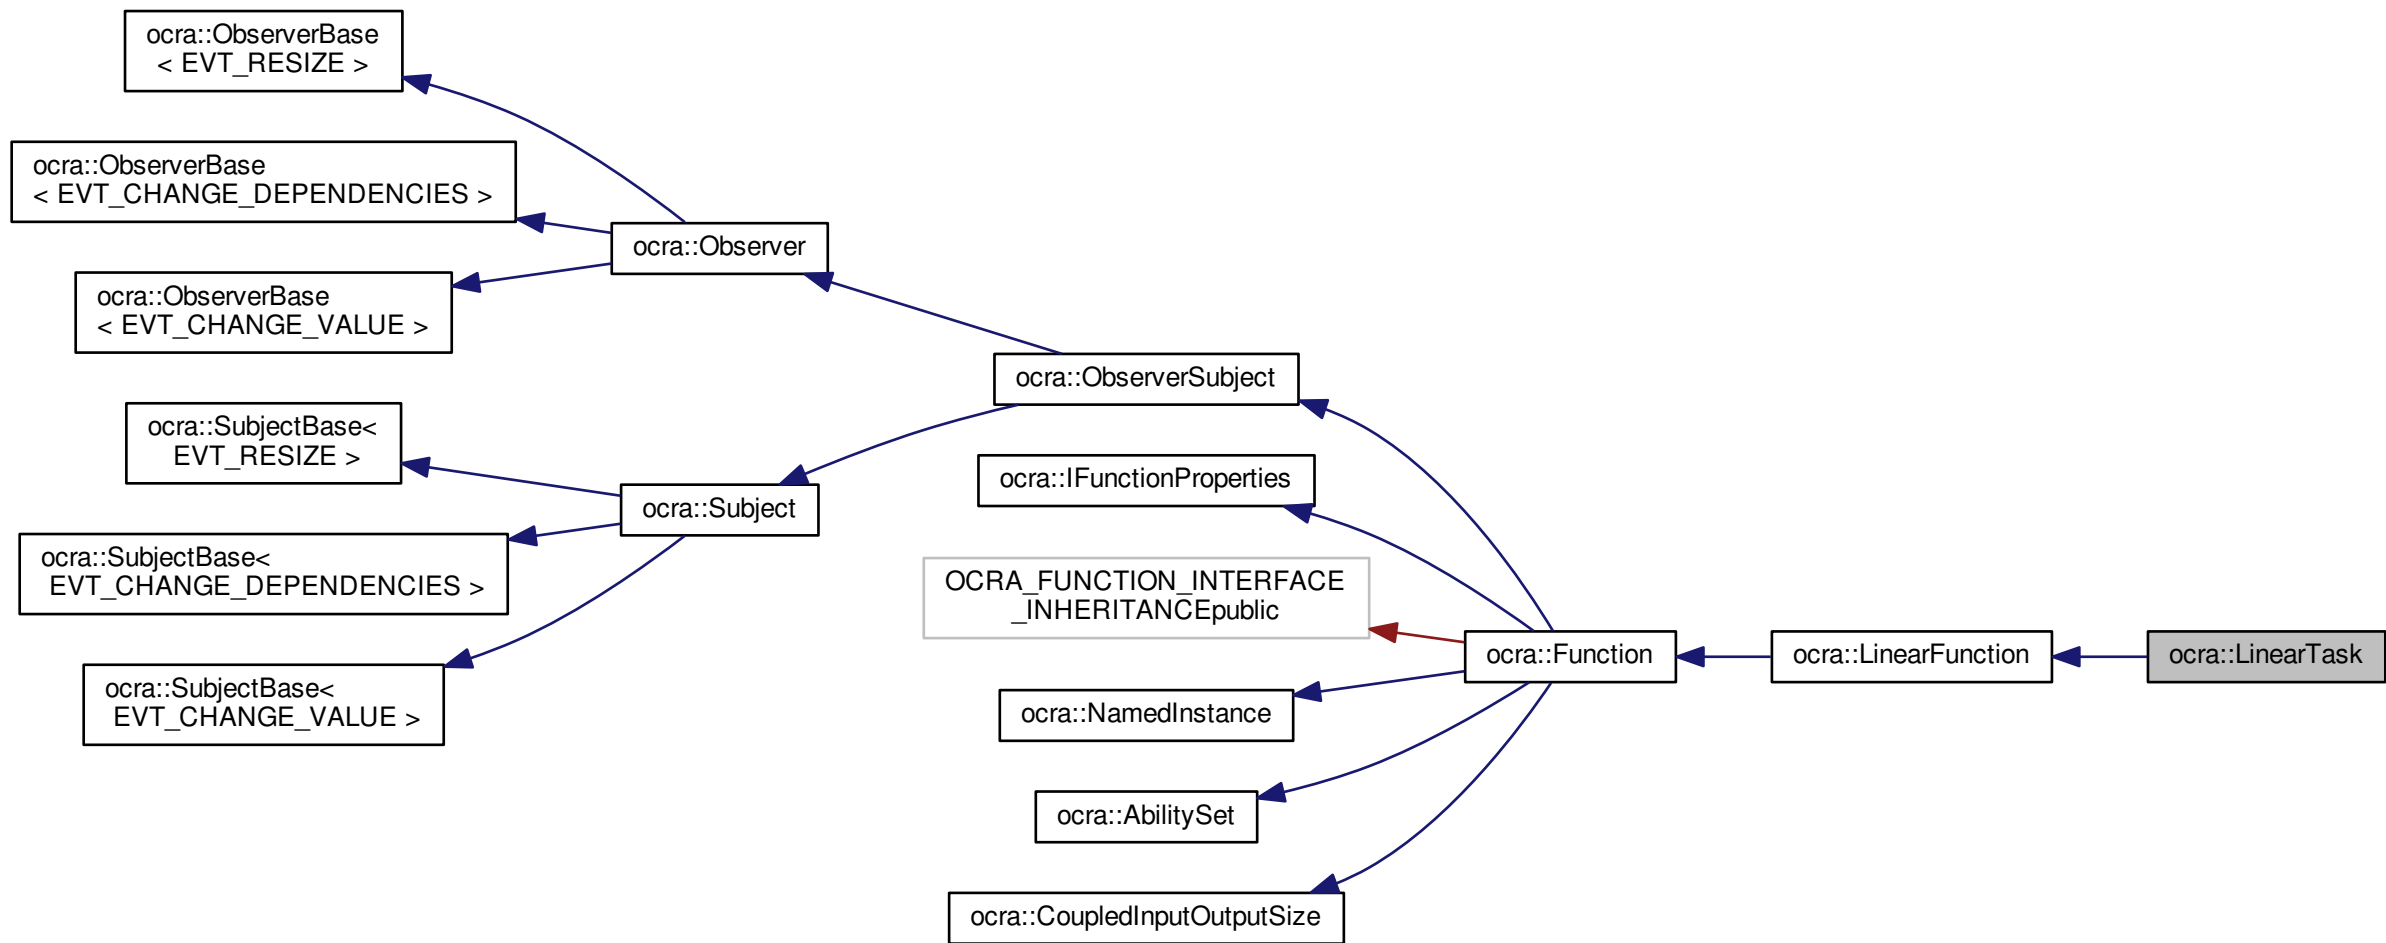 ocra::ObserverBase
< EVT_RESIZE >
ocra::ObserverBase
< EVT_CHANGE_DEPENDENCIES >
ocra::Observer
ocra::ObserverBase
< EVT_CHANGE_VALUE >
ocra::ObserverSubject
ocra::SubjectBase<
EVT_RESIZE >
ocra::IFunctionProperties
ocra::Subject
ocra::SubjectBase<
EVT_CHANGE_DEPENDENCIES >
OCRA_FUNCTION_INTERFACE
_INHERITANCEpublic
ocra::Function
ocra::LinearFunction
ocra::LinearTask
ocra::SubjectBase<
EVT_CHANGE_VALUE >
ocra::NamedInstance
ocra::AbilitySet
ocra::CoupledInputOutputSize